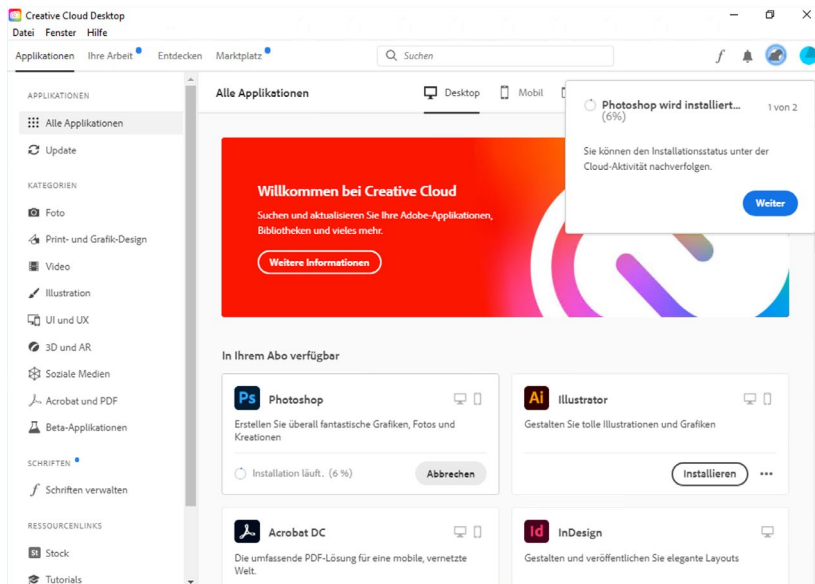 Creative Cloud Desktop
Datei Fenster Hilfe
Applikationen Ihre Arbeit Entdecken Marktplatz Suchen
APPLIKATIONEN
Alle Applikationen
Update
KATEGORIEN
Foto
Print- und Grafik-Design
Video
Illustration
UI und UX
3D und AR
Soziale Medien
Acrobat und PDF
Beta-Applikationen
SCHRIFTEN
Schriften verwalten
RESSOURCENLINKS
St Stock
Tutorials
Alle Applikationen Desktop Mobil
Photoshop wird installiert... 1 von 2
(6%)
Sie können den Installationsstatus unter der
Cloud-Aktivität nachverfolgen.
Weiter
Willkommen bei Creative Cloud
Suchen und aktualisieren Sie Ihre Adobe-Applikationen,
Bibliotheken und vieles mehr.
Weitere Informationen
In Ihrem Abo verfügbar
Ps Photoshop
Erstellen Sie überall fantastische Grafiken, Fotos und
Kreationen
Installation läuft. (6 %) Abbrechen
Ai Illustrator
Gestalten Sie tolle Illustrationen und Grafiken
Installieren
Acrobat DC
Die umfassende PDF-Lösung für eine mobile, vernetzte
Welt.
Id InDesign
Gestalten und veröffentlichen Sie elegante Layouts